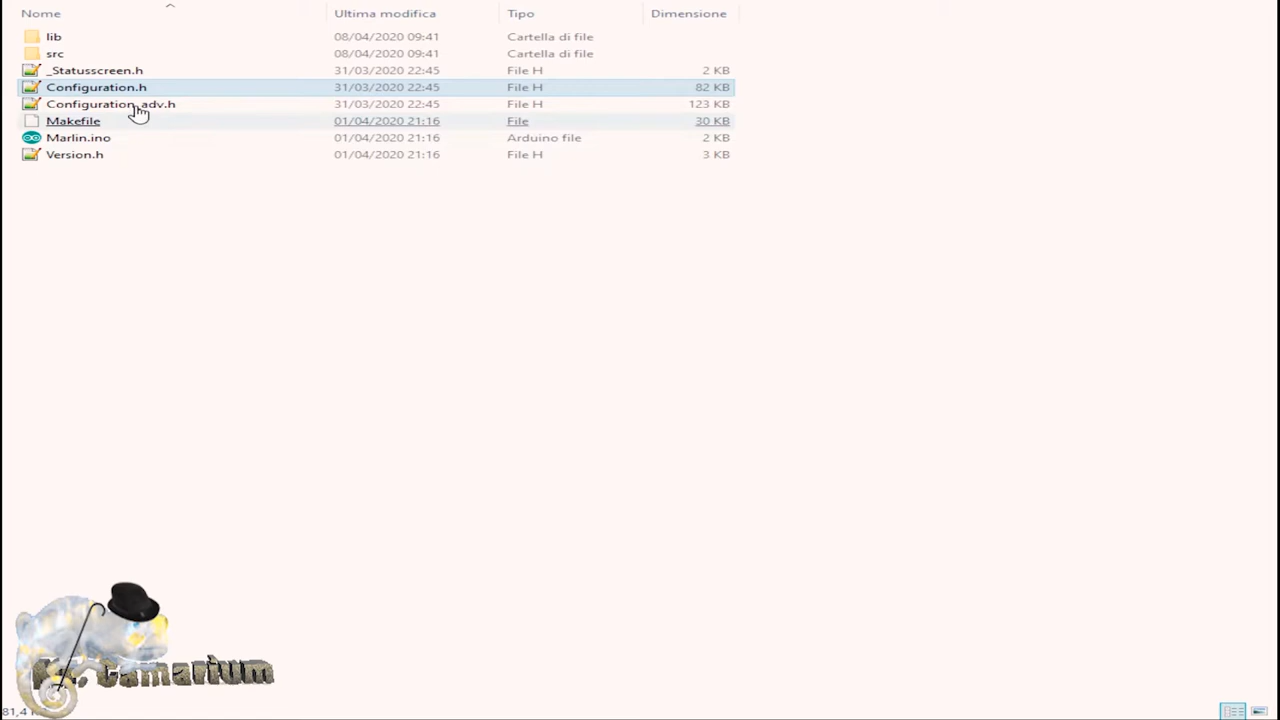 Nome Ultima modifica Tipo Dimensione
lib 08/04/2020 09:41 Cartella di file
src 08/04/2020 09:41 Cartella di file
_Statusscreen.h 31/03/2020 22:45 File H 2 KB
Configuration.h 31/03/2020 22:45 File H 82 KB
Configuration_adv.h 31/03/2020 22:45 File H 123 KB
Makefile 01/04/2020 21:16 File 30 KB
Marlin.ino 01/04/2020 21:16 Arduino file 2 KB
Version.h 01/04/2020 21:16 File H 3 KB
Camarium
81,4